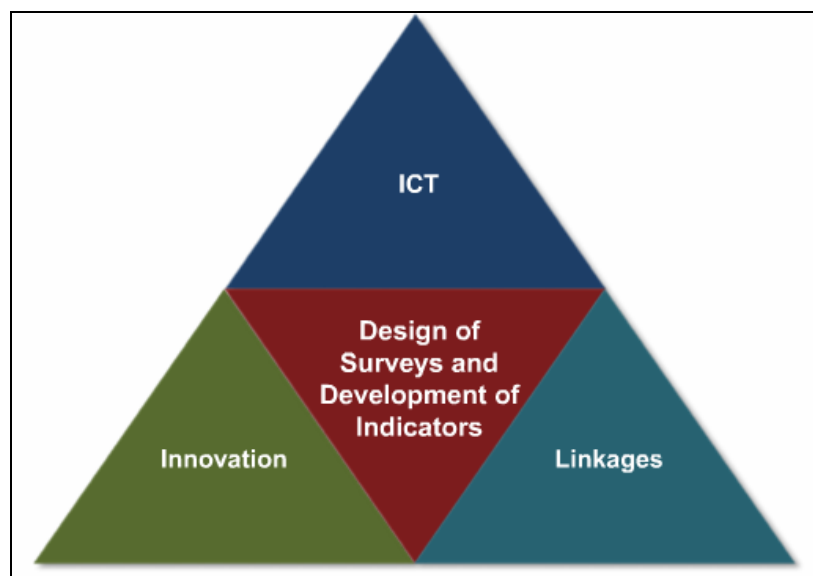 ICT
Design of
Surveys and
Development of
Indicators
Innovation
Linkages